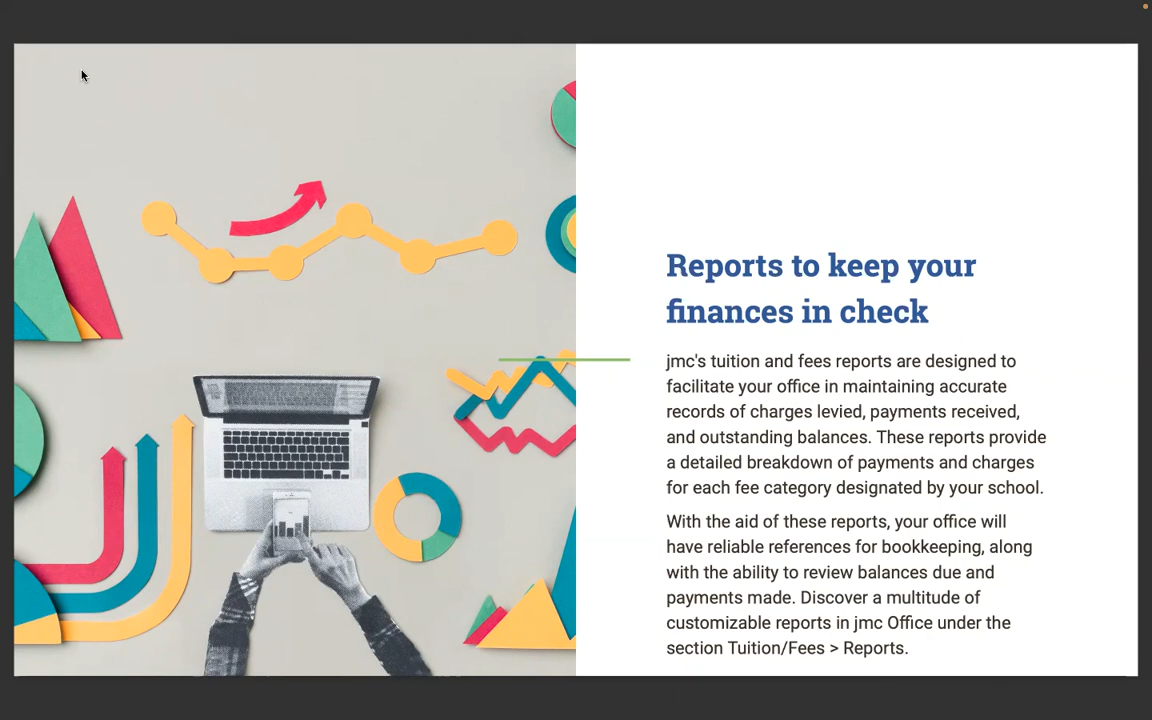 Reports to keep your
finances in check
jmc's tuition and fees reports are designed to
facilitate your office in maintaining accurate
records of charges levied, payments received,
and outstanding balances. These reports provide
a detailed breakdown of payments and charges
for each fee category designated by your school.
With the aid of these reports, your office will
have reliable references for bookkeeping, along
with the ability to review balances due and
payments made. Discover a multitude of
customizable reports in jmc Office under the
section Tuition/Fees > Reports.